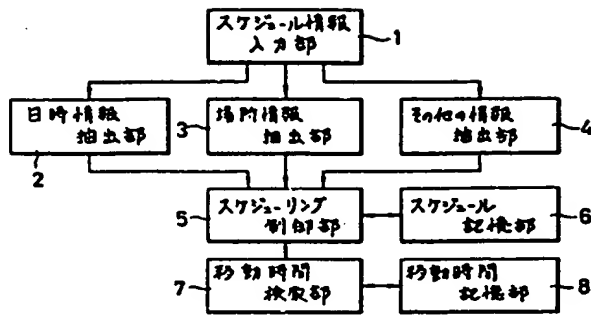 スケジュール情報
入力部
1
日時情報
抽出部
2
場所情報
抽出部
3
その他の情報
抽出部
4
スケジューリング
制御部
5
スケジュール
記憶部
6
移動時間
検索部
7
移動時間
記憶部
8